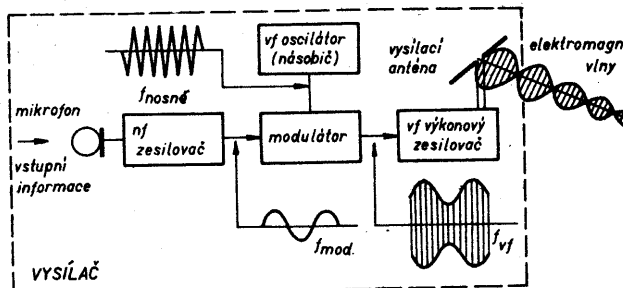 vf oscilátor
(násobič)
vysílací
anténa
elektromagn
vlny
fnosné
mikrofon
vstupní
informace
nf
zesilovač
modulátor
vf výkonový
zesilovač
fmod.
fvf
VYSÍLAČ